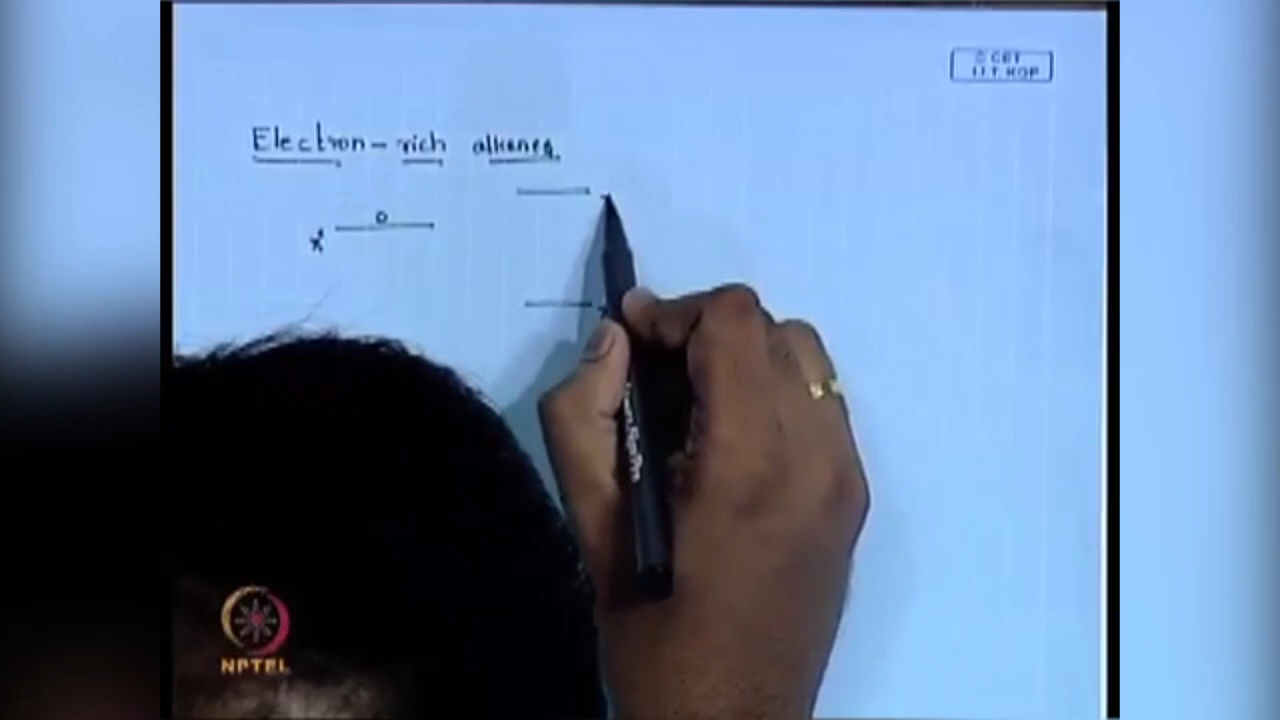 © CET
I.I.T. KGP
Electron-rich alkenes
o
x*
NPTEL